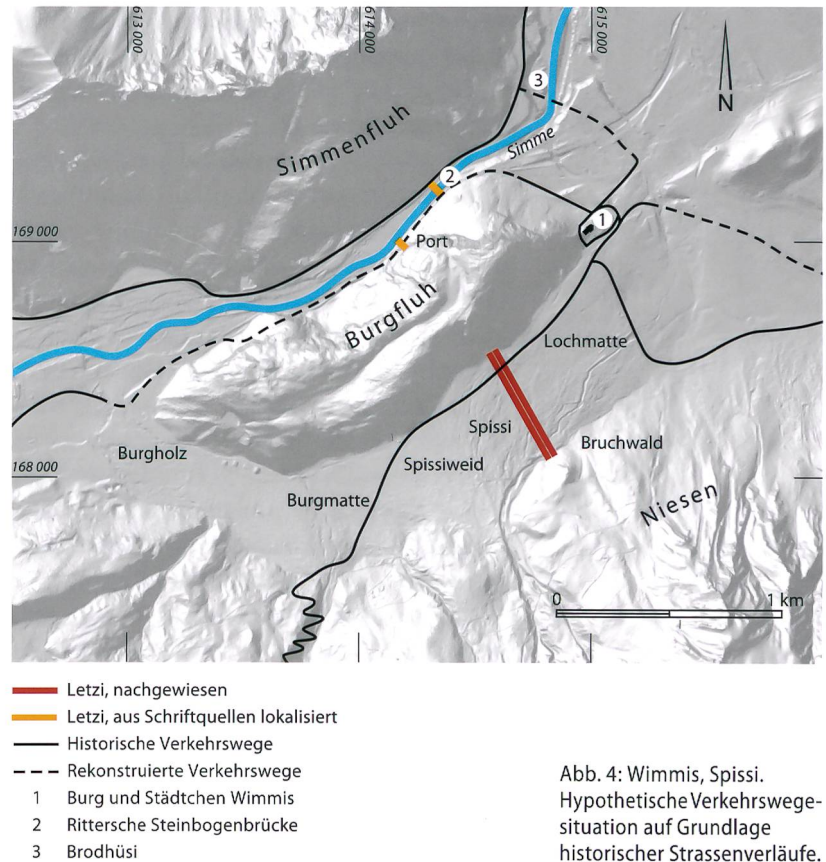 613 000
614 000
615 000
3
N
Simmenfluh
Simme
2
1
169 000
Port
Burgfluh
Lochmatte
Spissi
Bruchwald
Burgholz
Spissiweid
168 000
Niesen
Burgmatte
0 1 km
Letzi, nachgewiesen
Letzi, aus Schriftquellen lokalisiert
Historische Verkehrswege
Rekonstruierte Verkehrswege
1 Burg und Städtchen Wimmis
2 Rittersche Steinbogenbrücke
3 Brodhüsi
Abb. 4: Wimmis, Spissi.
Hypothetische Verkehrswege-
situation auf Grundlage
historischer Strassenverläufe.